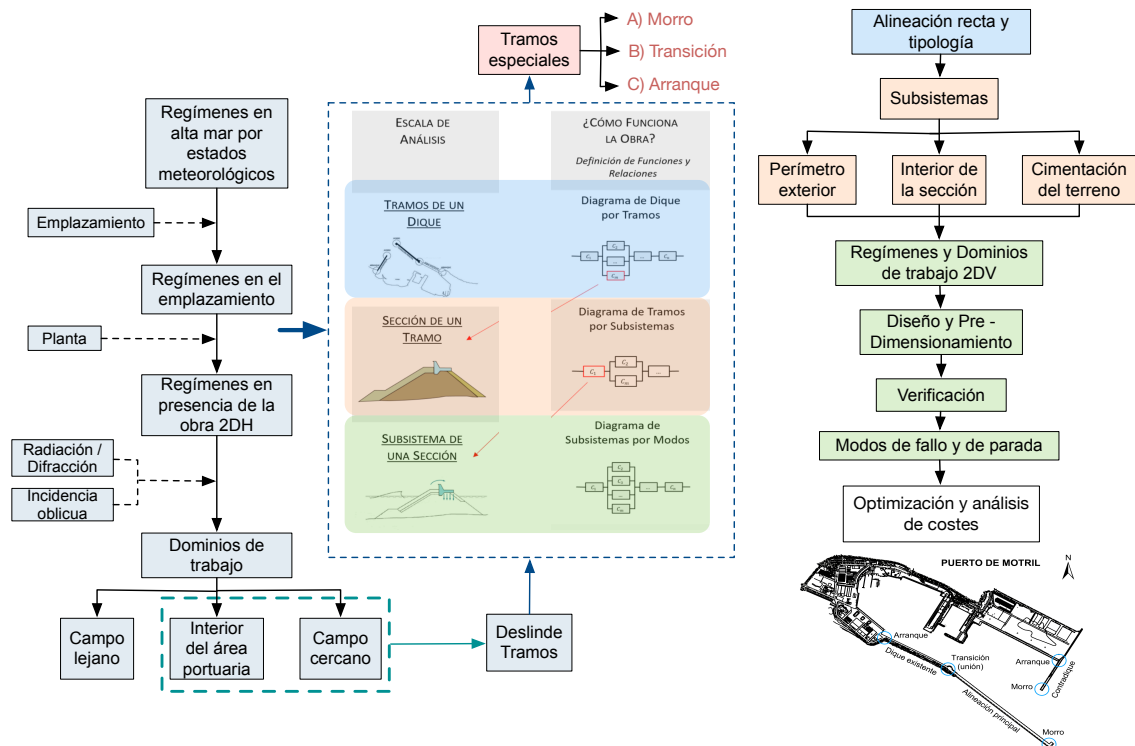 Regímenes en
alta mar por
estados
meteorológicos
Emplazamiento
Regímenes en el
emplazamiento
Planta
Regímenes en
presencia de la
obra 2DH
Radiación /
Difracción
Incidencia
oblicua
Dominios de
trabajo
Campo
lejano
Interior
del área
portuaria
Campo
cercano
Deslinde
Tramos
Tramos
especiales
A) Morro
B) Transición
C) Arranque
ESCALA DE
ANÁLISIS
¿CÓMO FUNCIONA
LA OBRA?
Definición de Funciones y
Relaciones
TRAMOS DE UN
DIQUE
Diagrama de Dique
por Tramos
SECCIÓN DE UN
TRAMO
Diagrama de Tramos
por Subsistemas
SUBSISTEMA DE
UNA SECCIÓN
Diagrama de
Subsistemas por Modos
Alineación recta y
tipología
Subsistemas
Perímetro
exterior
Interior de
la sección
Cimentación
del terreno
Regímenes y Dominios
de trabajo 2DV
Diseño y Pre -
Dimensionamiento
Verificación
Modos de fallo y de parada
Optimización y análisis
de costes
PUERTO DE MOTRIL
N
Arranque
Dique existente
Transición
(unión)
Alineación principal
Arranque
Morro
Contradique
Morro